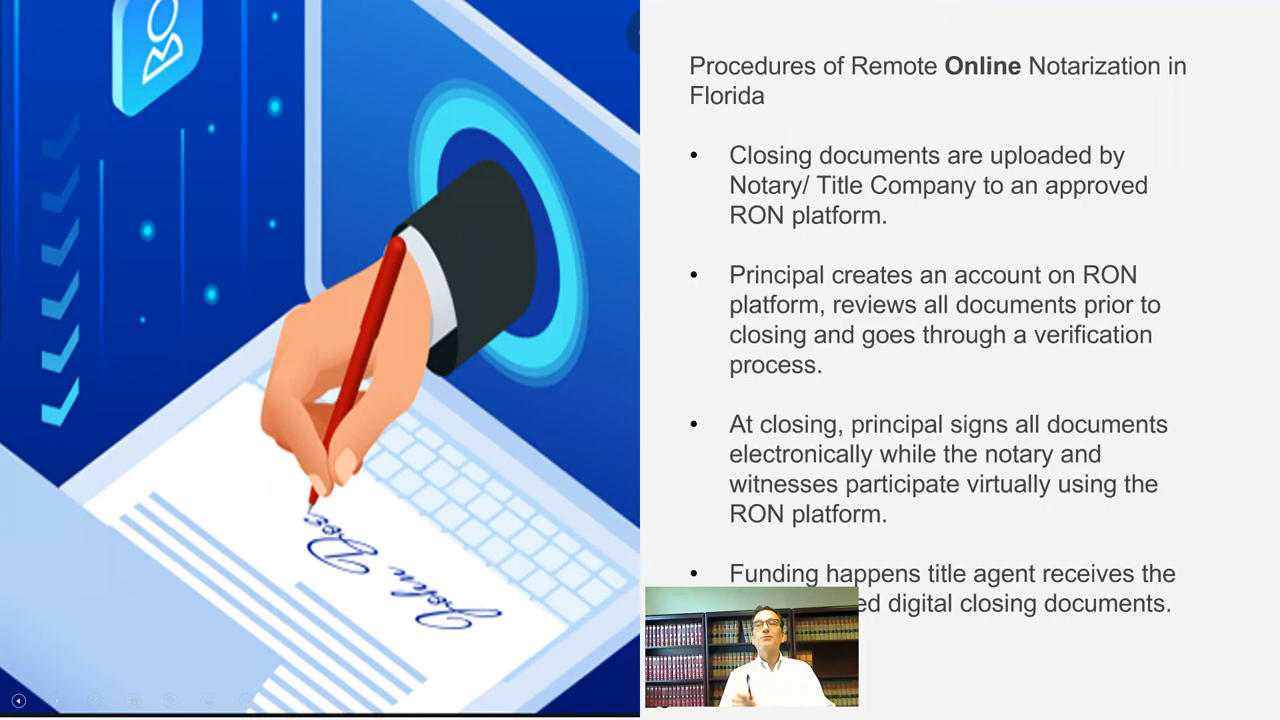 Procedures of Remote Online Notarization in
Florida
• Closing documents are uploaded by
Notary/ Title Company to an approved
RON platform.
• Principal creates an account on RON
platform, reviews all documents prior to
closing and goes through a verification
process.
• At closing, principal signs all documents
electronically while the notary and
witnesses participate virtually using the
RON platform.
• Funding happens title agent receives the
ed digital closing documents.
John Doe